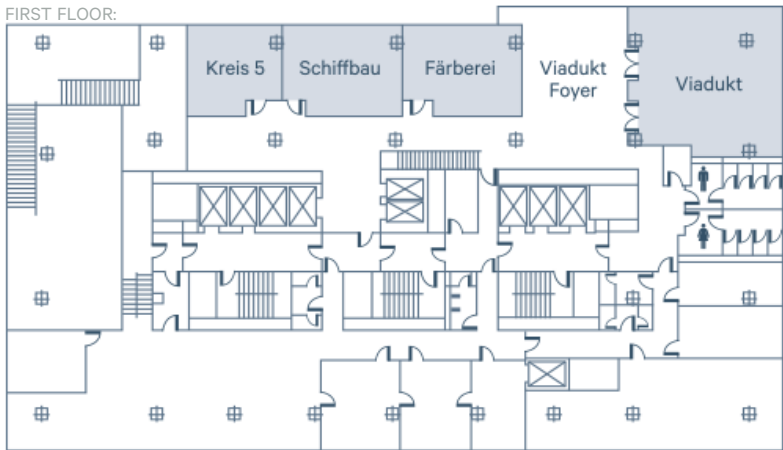 FIRST FLOOR:
Kreis 5
Schiffbau
Färberei
Viadukt
Foyer
Viadukt